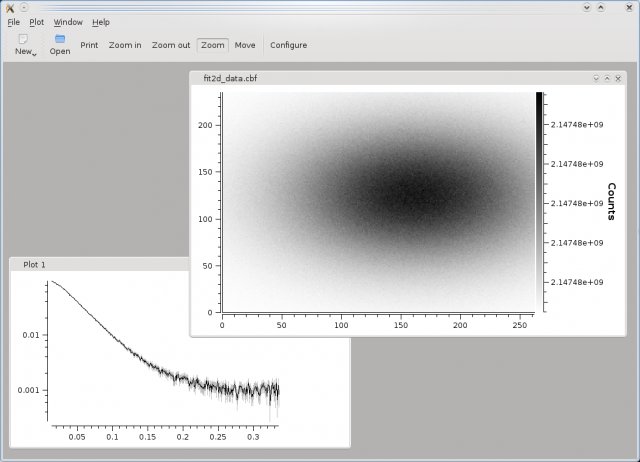 File Plot Window Help
New Open Print Zoom in Zoom out Zoom Move Configure
fit2d_data.cbf
200
150
100
50
0
0 50 100 150 200 250
2.14748e+09
2.14748e+09
2.14748e+09
2.14748e+09
2.14748e+09
Counts
Plot 1
0.01
0.001
0.05 0.1 0.15 0.2 0.25 0.3